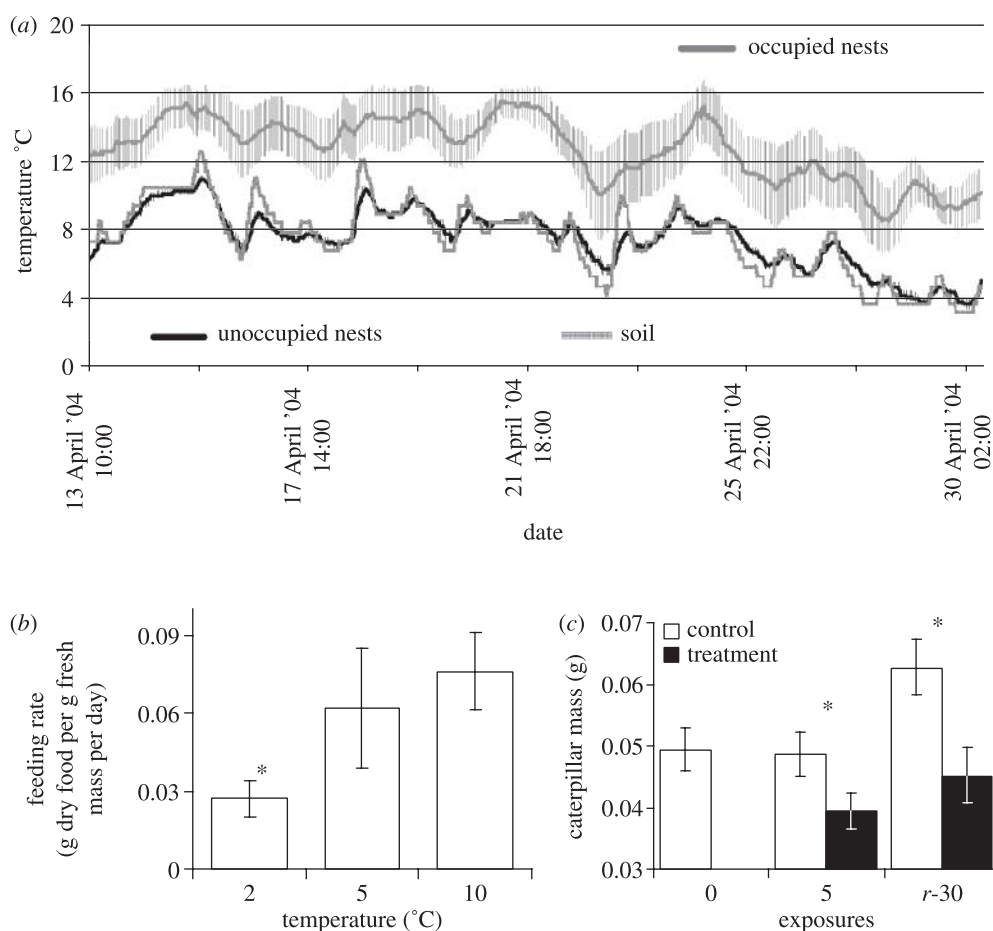 (a)
20
16
12
8
4
0
temperature ˚C
occupied nests
unoccupied nests
soil
13 April ’04
10:00
17 April ’04
14:00
21 April ’04
18:00
25 April ’04
22:00
30 April ’04
02:00
date
(b)
0.09
0.06
0.03
0
feeding rate
(g dry food per g fresh
mass per day)
*
2
5
10
temperature (˚C)
(c)
0.07
0.06
0.05
0.04
0.03
caterpillar mass (g)
control
treatment
*
*
0
5
r-30
exposures